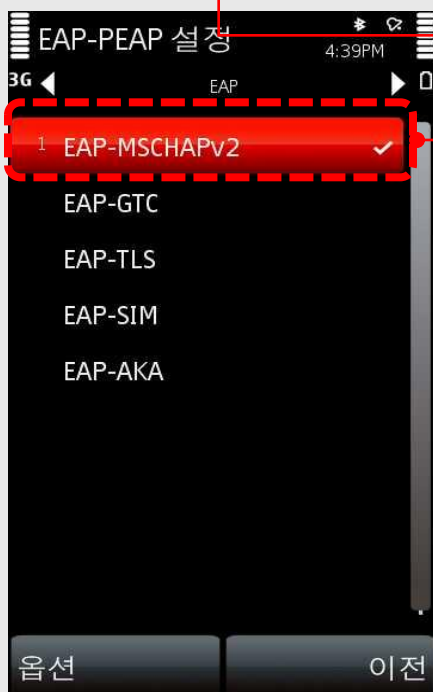 EAP-PEAP 설정
4:39PM
3G
EAP
1 EAP-MSCHAPv2
EAP-GTC
EAP-TLS
EAP-SIM
EAP-AKA
옵션 이전